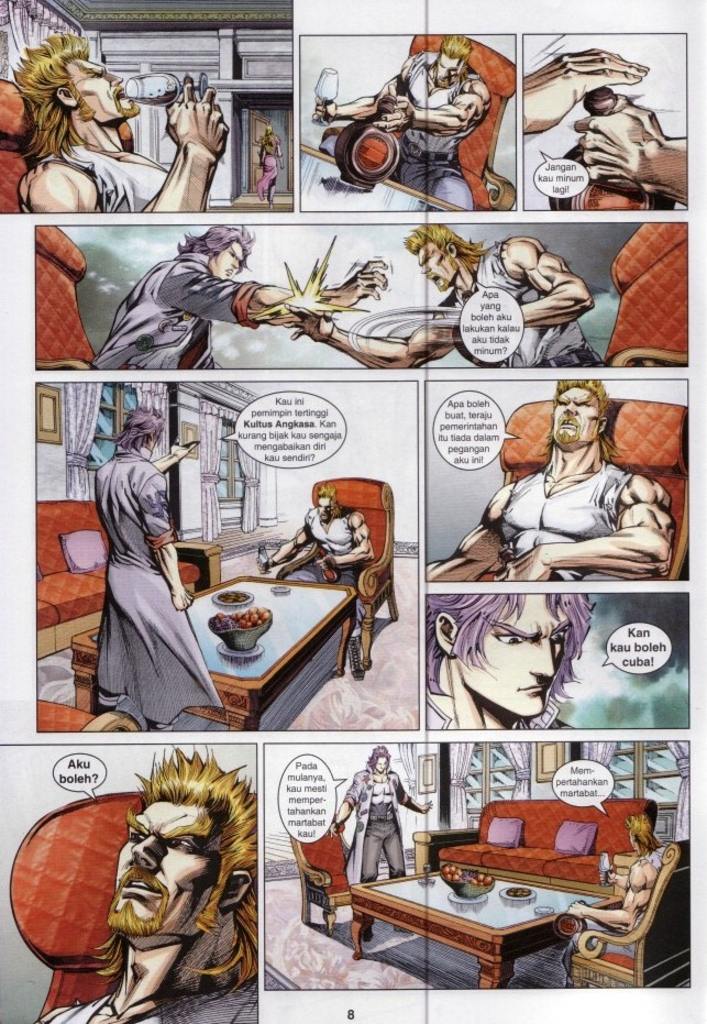 Jangan
kau minum
lagi!
Apa
yang
boleh aku
lakukan kalau
aku tidak
minum?
Kau ini
pemimpin tertinggi
Kultus Angkasa. Kan
kurang bijak kau sengaja
mengabaikan diri
kau sendiri?
Apa boleh
buat, teraju
pemerintahan
itu tiada dalam
pegangan
aku ini!
Kan
kau boleh
cuba!
Aku
boleh?
Pada
mulanya,
kau mesti
memper-
tahankan
martabat
kau!
Mem-
pertahankan
martabat...
8